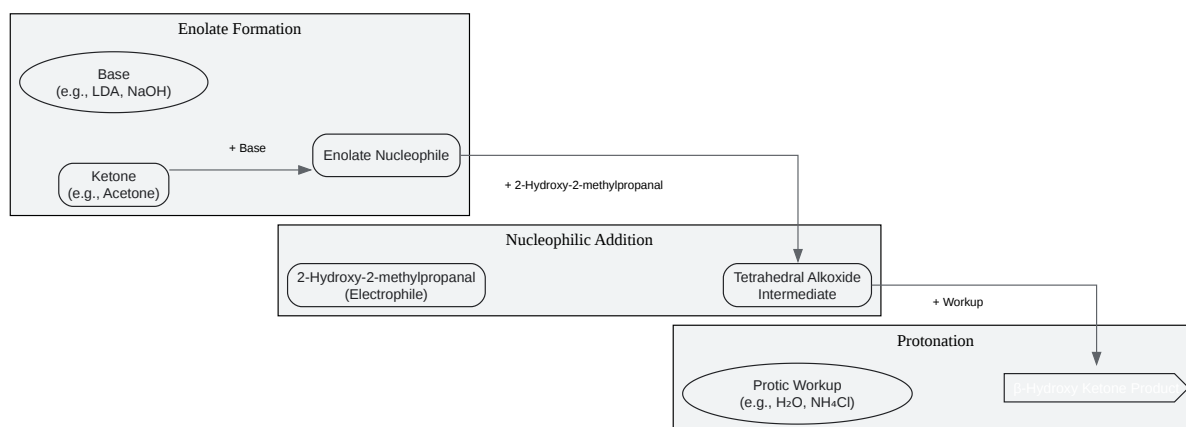 Enolate Formation
Base
(e.g., LDA, NaOH)
+ Base
Enolate Nucleophile
Ketone
(e.g., Acetone)
+ 2-Hydroxy-2-methylpropanal
Nucleophilic Addition
2-Hydroxy-2-methylpropanal
(Electrophile)
Tetrahedral Alkoxide
Intermediate
+ Workup
Protonation
Protic Workup
(e.g., H₂O, NH₄Cl)
β-Hydroxy Ketone Product